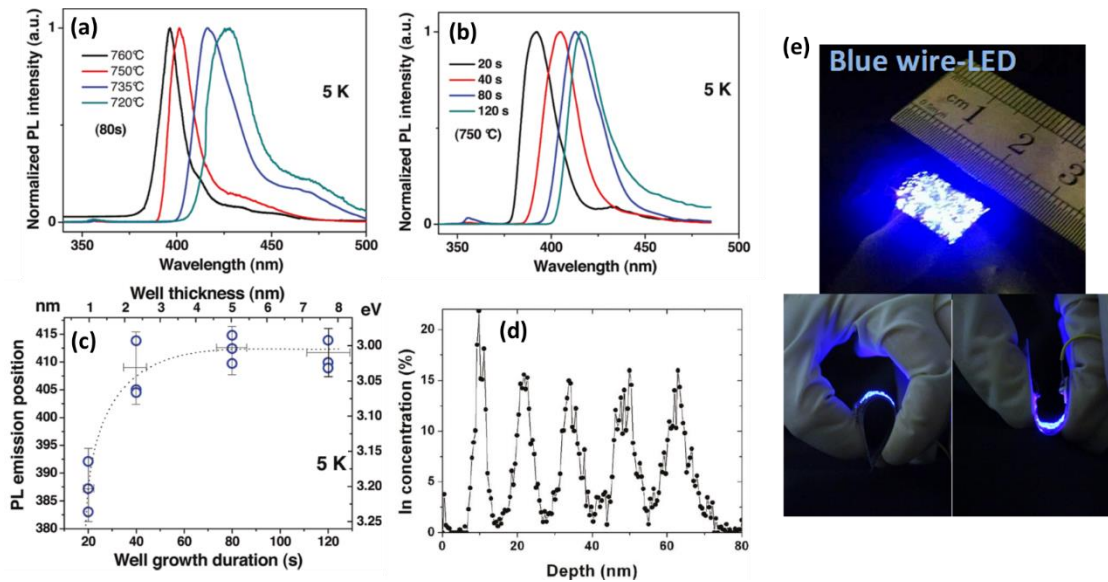 (a)
Normalized PL intensity (a.u.)
1
0
760°C
750°C
735°C
720°C
(80s)
5 K
350 400 450 500
Wavelength (nm)
(b)
Normalized PL intensity (a.u.)
1
0
20 s
40 s
80 s
120 s
(750 °C)
5 K
350 400 450 500
Wavelength (nm)
(c)
nm
Well thickness (nm)
eV
1 2 3 4 5 6 7 8
PL emission position
415
410
405
400
395
390
385
380
3.00
3.05
3.10
3.15
3.20
3.25
5 K
20 40 60 80 100 120
Well growth duration (s)
(d)
In concentration (%)
20
15
10
5
0
0 20 40 60 80
Depth (nm)
(e)
Blue wire-LED
cm 1 2 3